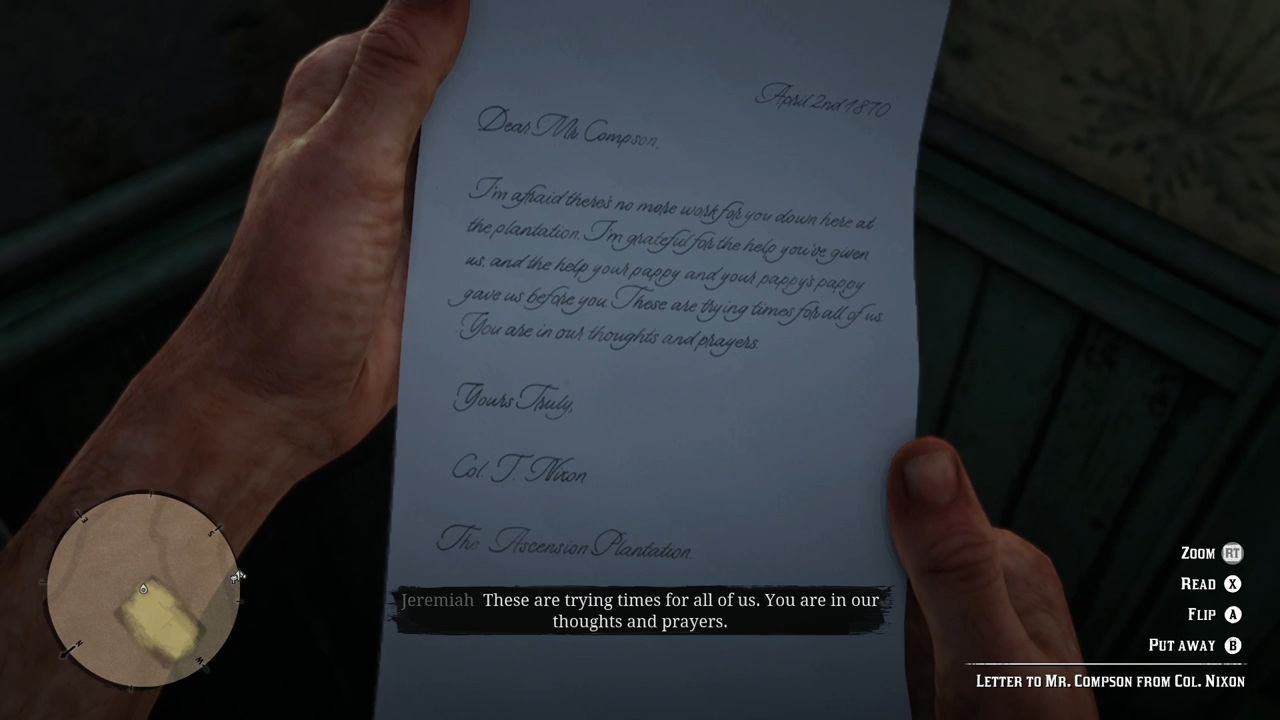 April 2nd 1870
Dear Mr. Compson,
I'm afraid there's no more work for you down here at
the plantation. I'm grateful for the help you've given
us, and the help your pappy and your pappy's pappy
gave us before you. These are trying times for all of us.
You are in our thoughts and prayers.
Yours Truly,
Col. T. Nixon
The Ascension Plantation.
Jeremiah These are trying times for all of us. You are in our
thoughts and prayers.
ZOOM RT
READ X
FLIP A
PUT AWAY B
LETTER TO MR. COMPSON FROM COL. NIXON